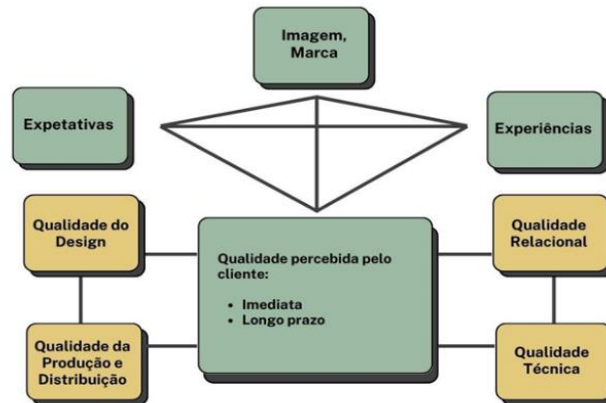 Imagem,
Marca
Expetativas
Experiências
Qualidade do
Design
Qualidade percebida pelo
cliente:
• Imediata
• Longo prazo
Qualidade
Relacional
Qualidade da
Produção e
Distribuição
Qualidade
Técnica